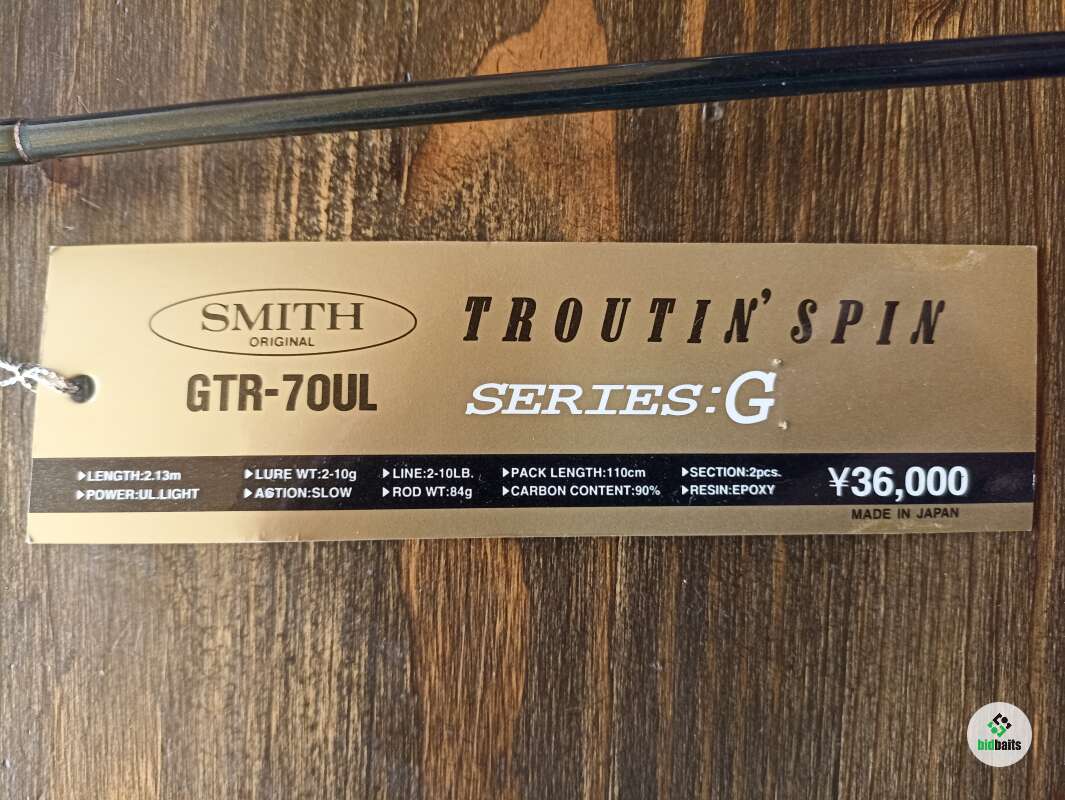 SMITH
ORIGINAL
TROUTIN' SPIN
GTR-70UL
SERIES:G
▶LENGTH:2.13m ▶LURE WT:2-10g ▶LINE:2-10LB. ▶PACK LENGTH:110cm ▶SECTION:2pcs.
▶POWER:UL.LIGHT ▶ACTION:SLOW ▶ROD WT:84g ▶CARBON CONTENT:90% ▶RESIN:EPOXY
¥36,000
MADE IN JAPAN
bidbaits